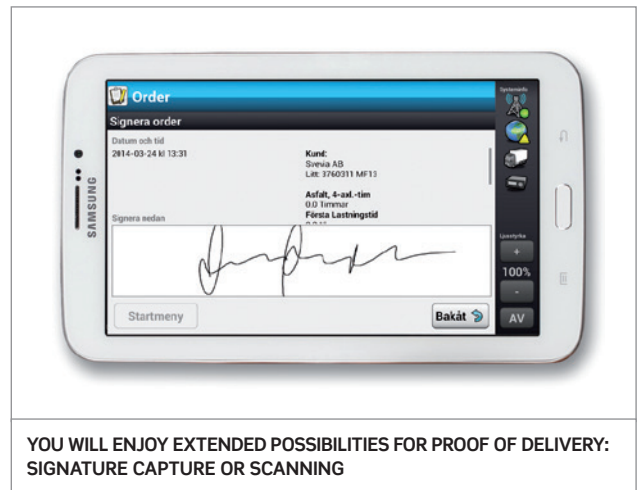 SAMSUNG
Order
Signera order
Datum och tid
2014-03-24 kl 13:31
Kund:
Svevia AB
Litt: 3760311 MF13
Asfalt, 4-axl.-tim
0.0 Timmar
Första Lastningstid
Signera nedan
Startmeny
Bakåt
Systeminfo
Ljusstyrka
+
100%
-
AV
YOU WILL ENJOY EXTENDED POSSIBILITIES FOR PROOF OF DELIVERY:
SIGNATURE CAPTURE OR SCANNING